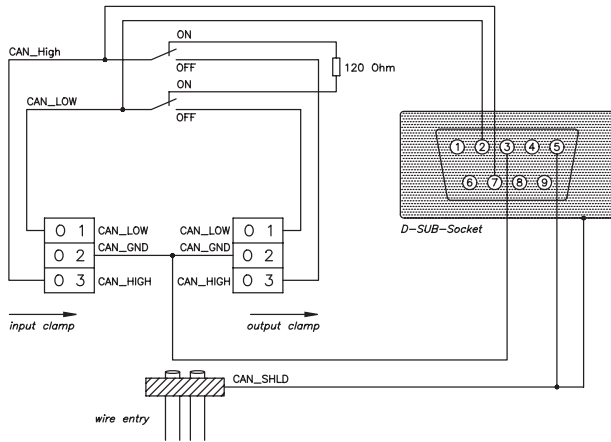 ON
CAN_High
OFF
120 Ohm
ON
CAN_LOW
OFF
1 2 3 4 5
6 7 8 9
D-SUB-Socket
0 1 CAN_LOW CAN_LOW 0 1
0 2 CAN_GND CAN_GND 0 2
0 3 CAN_HIGH CAN_HIGH 0 3
input clamp output clamp
CAN_SHLD
wire entry